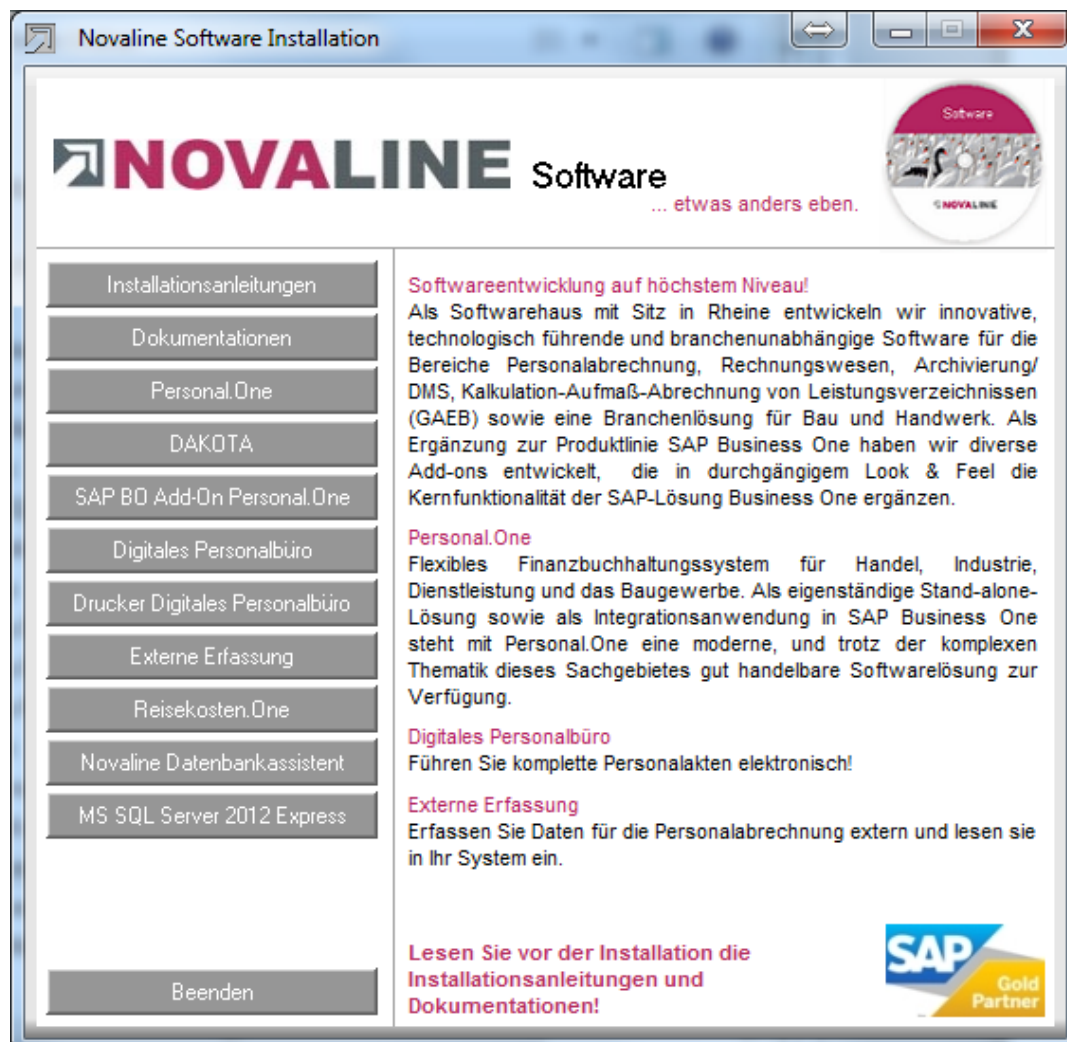 Novaline Software Installation
NOVALINE Software
... etwas anders eben.
Software
NOVALINE
Installationsanleitungen
Dokumentationen
Personal.One
DAKOTA
SAP BO Add-On Personal.One
Digitales Personalbüro
Drucker Digitales Personalbüro
Externe Erfassung
Reisekosten.One
Novaline Datenbankassistent
MS SQL Server 2012 Express
Beenden
Softwareentwicklung auf höchstem Niveau!
Als Softwarehaus mit Sitz in Rheine entwickeln wir innovative,
technologisch führende und branchenunabhängige Software für die
Bereiche Personalabrechnung, Rechnungswesen, Archivierung/
DMS, Kalkulation-Aufmaß-Abrechnung von Leistungsverzeichnissen
(GAEB) sowie eine Branchenlösung für Bau und Handwerk. Als
Ergänzung zur Produktlinie SAP Business One haben wir diverse
Add-ons entwickelt, die in durchgängigem Look & Feel die
Kernfunktionalität der SAP-Lösung Business One ergänzen.
Personal.One
Flexibles Finanzbuchhaltungssystem für Handel, Industrie,
Dienstleistung und das Baugewerbe. Als eigenständige Stand-alone-
Lösung sowie als Integrationsanwendung in SAP Business One
steht mit Personal.One eine moderne, und trotz der komplexen
Thematik dieses Sachgebietes gut handelbare Softwarelösung zur
Verfügung.
Digitales Personalbüro
Führen Sie komplette Personalakten elektronisch!
Externe Erfassung
Erfassen Sie Daten für die Personalabrechnung extern und lesen sie
in Ihr System ein.
Lesen Sie vor der Installation die
Installationsanleitungen und
Dokumentationen!
SAP
Gold
Partner